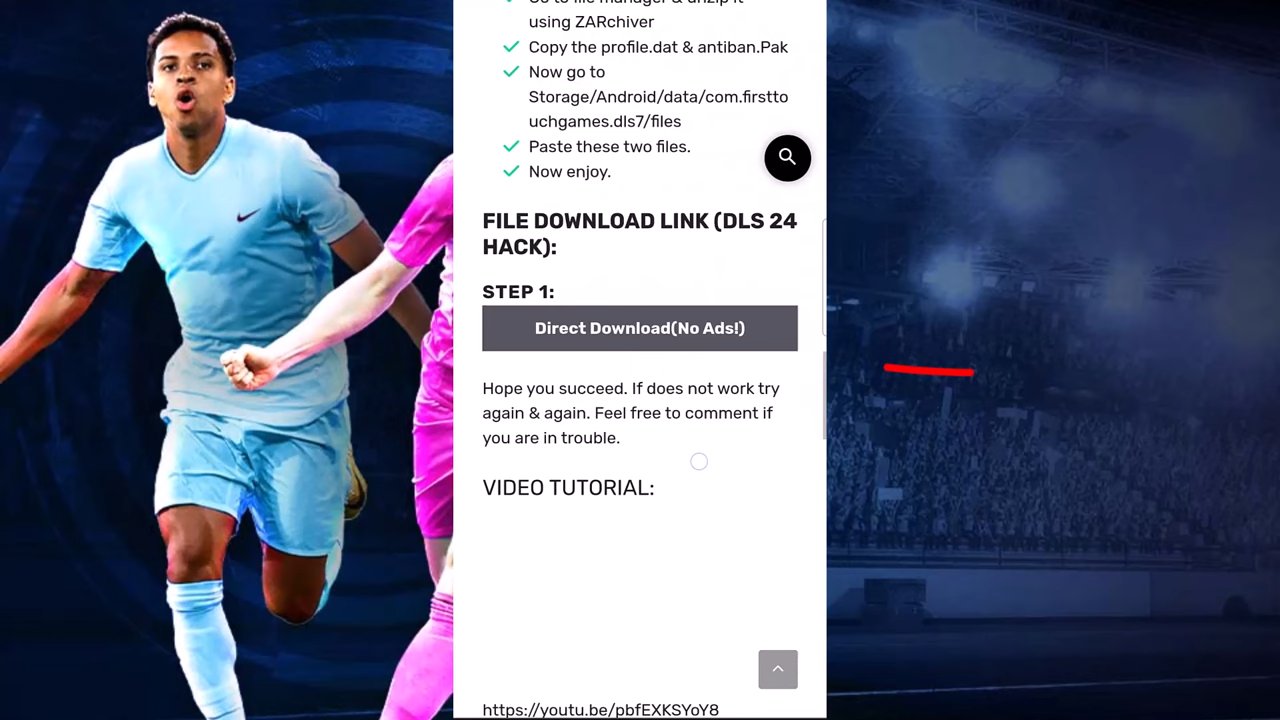 using ZARchiver
Copy the profile.dat & antiban.Pak
Now go to
Storage/Android/data/com.firstto
uchgames.dls7/files
Paste these two files.
Now enjoy.
FILE DOWNLOAD LINK (DLS 24
HACK):
STEP 1:
Direct Download(No Ads!)
Hope you succeed. If does not work try
again & again. Feel free to comment if
you are in trouble.
VIDEO TUTORIAL:
https://youtu.be/pbfEXKSYoY8